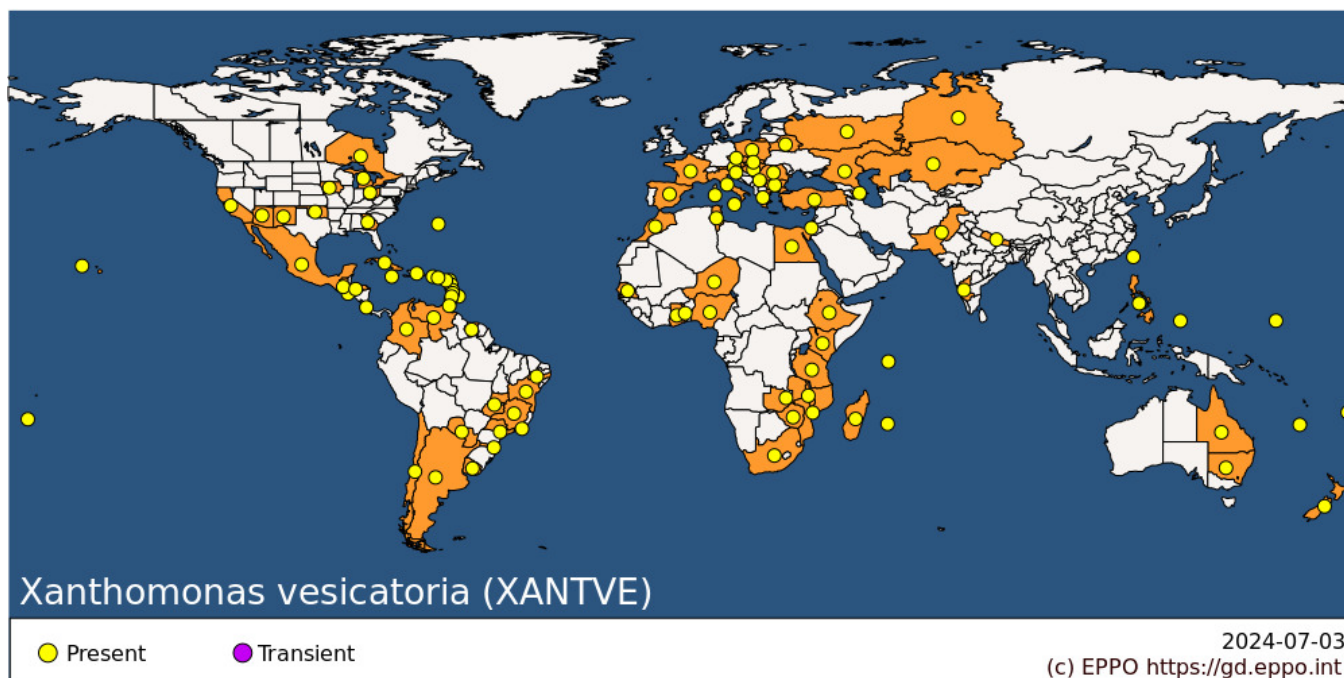 Xanthomonas vesicatoria (XANTVE)
Present
Transient
2024-07-03
(c) EPPO https://gd.eppo.int